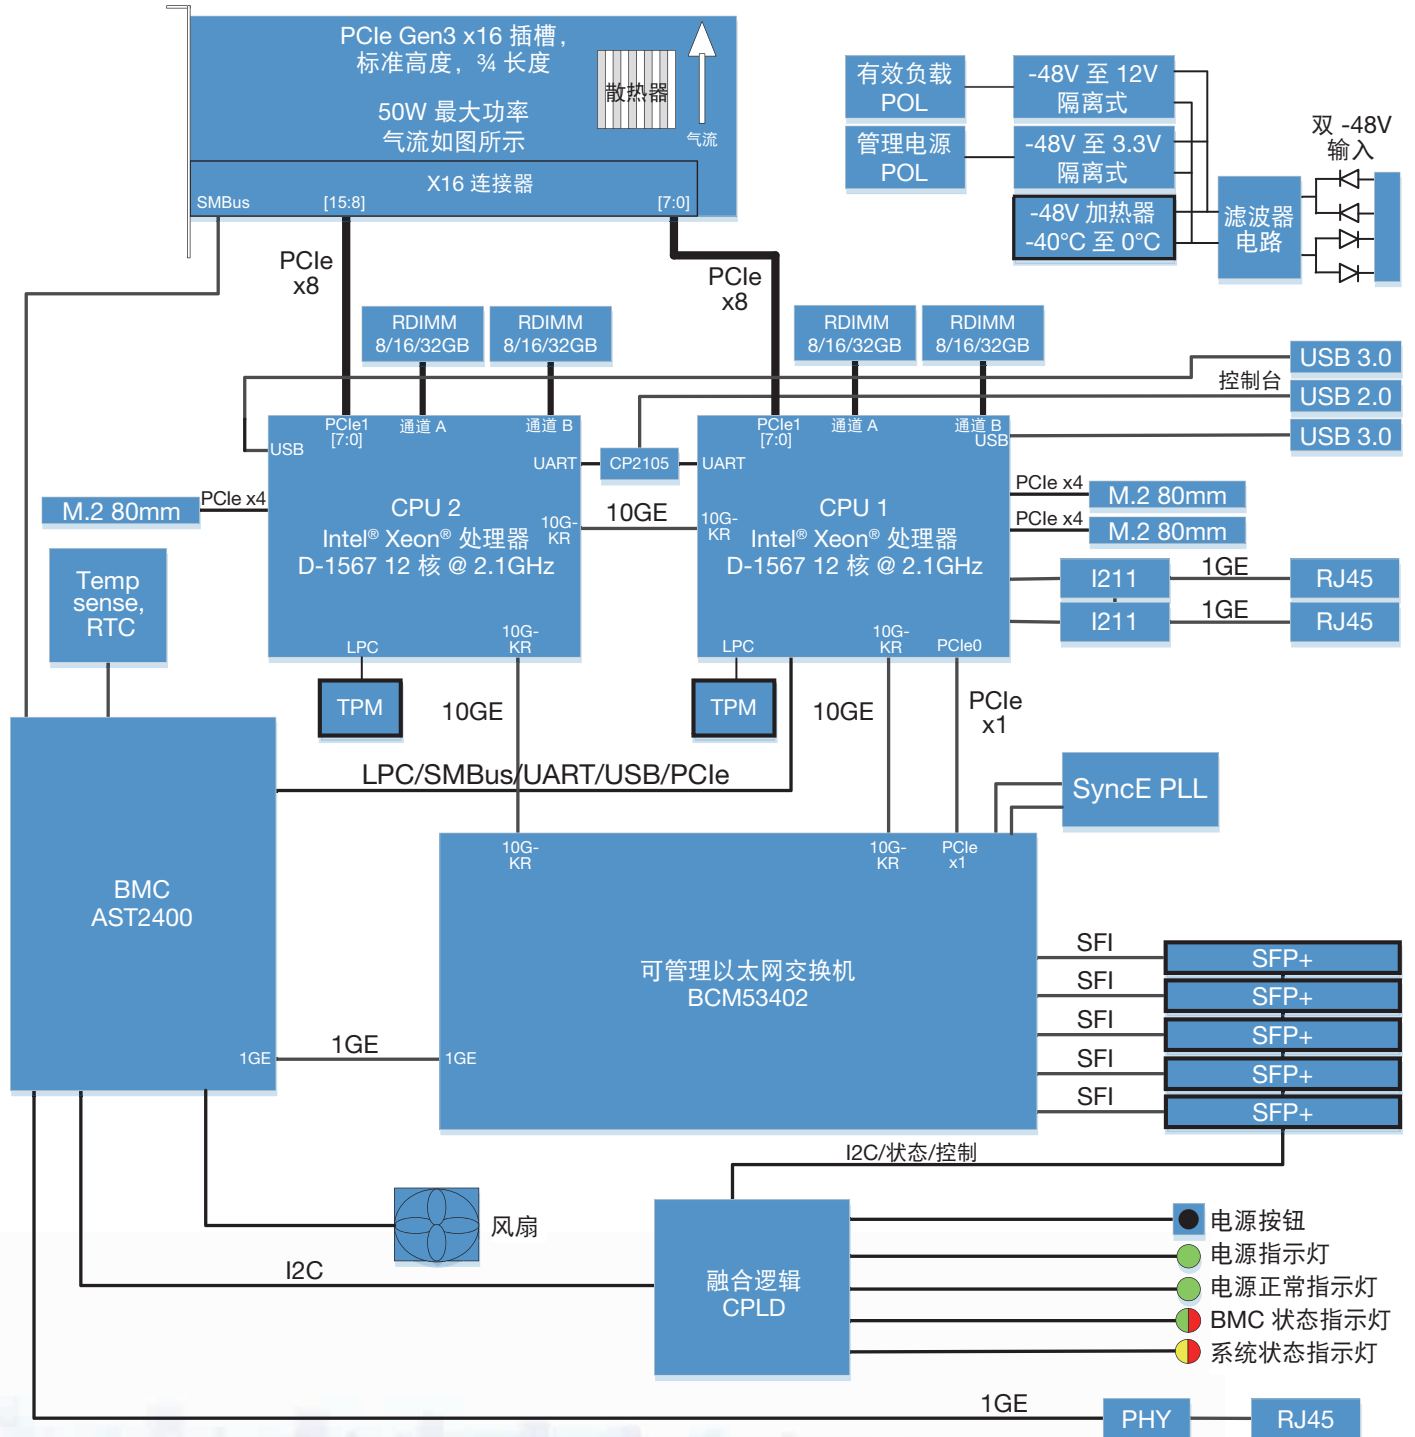 PCIe Gen3 x16 插槽，
标准高度，¾ 长度
50W 最大功率
气流如图所示
散热器
气流
X16 连接器
SMBus
[15:8]
[7:0]
有效负载
POL
-48V 至 12V
隔离式
管理电源
POL
-48V 至 3.3V
隔离式
-48V 加热器
-40°C 至 0°C
滤波器
电路
双 -48V
输入
PCIe
x8
PCIe
x8
RDIMM
8/16/32GB
RDIMM
8/16/32GB
RDIMM
8/16/32GB
RDIMM
8/16/32GB
USB 3.0
控制台
USB 2.0
USB 3.0
PCIe1
[7:0]
通道 A
通道 B
USB
UART
CP2105
UART
PCIe1
[7:0]
通道 A
通道 B
USB
M.2 80mm
PCIe x4
CPU 2
Intel® Xeon® 处理器
D-1567 12 核 @ 2.1GHz
10G-
KR
10GE
10G-
KR
CPU 1
Intel® Xeon® 处理器
D-1567 12 核 @ 2.1GHz
PCIe x4
M.2 80mm
PCIe x4
M.2 80mm
I211
1GE
RJ45
I211
1GE
RJ45
Temp
sense,
RTC
LPC
10G-
KR
LPC
10G-
KR
PCIe0
TPM
10GE
TPM
10GE
PCIe
x1
LPC/SMBus/UART/USB/PCIe
SyncE PLL
BMC
AST2400
10G-
KR
10G-
KR
PCIe
x1
可管理以太网交换机
BCM53402
SFI
SFP+
SFI
SFP+
SFI
SFP+
SFI
SFP+
SFI
SFP+
1GE
1GE
1GE
I2C/状态/控制
风扇
I2C
融合逻辑
CPLD
电源按钮
电源指示灯
电源正常指示灯
BMC 状态指示灯
系统状态指示灯
1GE
PHY
RJ45